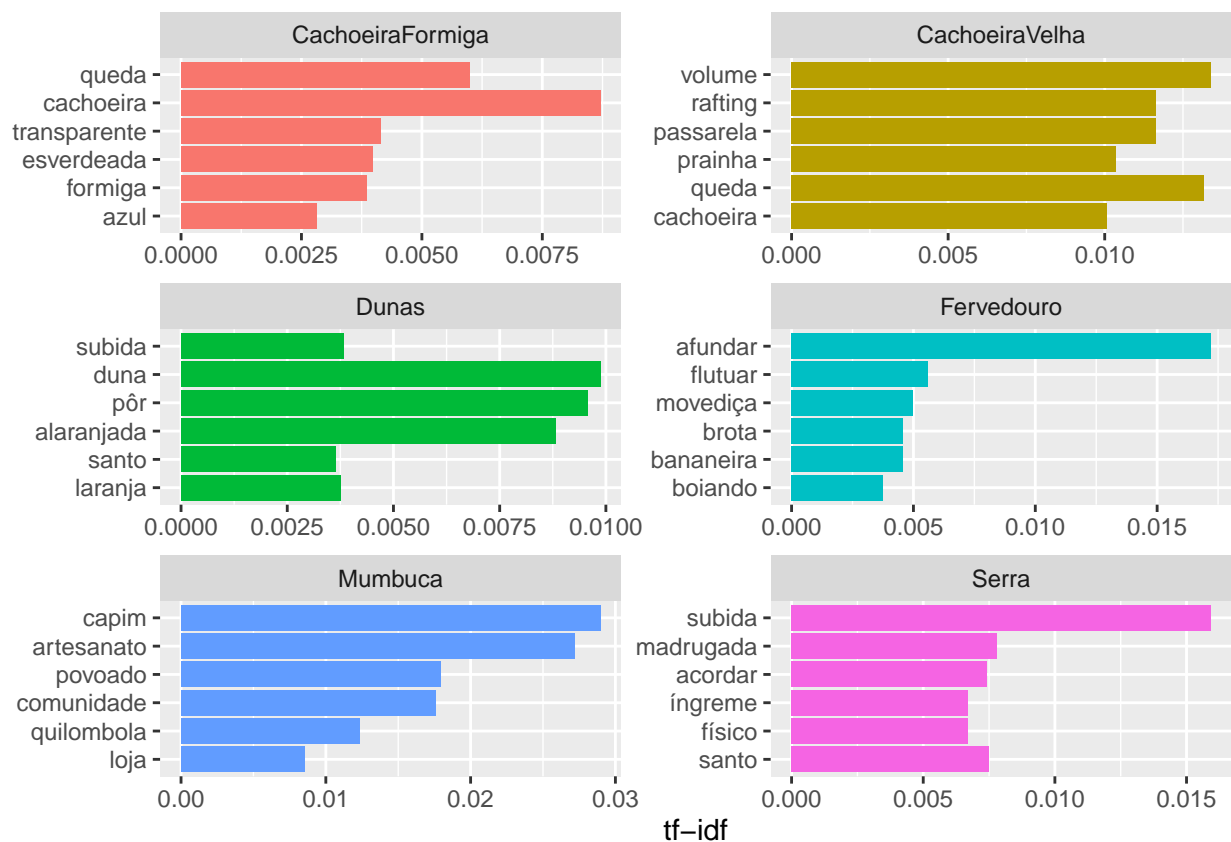 CachoeiraFormiga
queda
cachoeira
transparente
esverdeada
formiga
azul
0.0000 0.0025 0.0050 0.0075
CachoeiraVelha
volume
rafting
passarela
prainha
queda
cachoeira
0.000 0.005 0.010
Dunas
subida
duna
pôr
alaranjada
santo
laranja
0.0000 0.0025 0.0050 0.0075 0.0100
Fervedouro
afundar
flutuar
movediça
brota
bananeira
boiando
0.000 0.005 0.010 0.015
Mumbuca
capim
artesanato
povoado
comunidade
quilombola
loja
0.00 0.01 0.02 0.03
Serra
subida
madrugada
acordar
íngreme
físico
santo
0.000 0.005 0.010 0.015
tf−idf